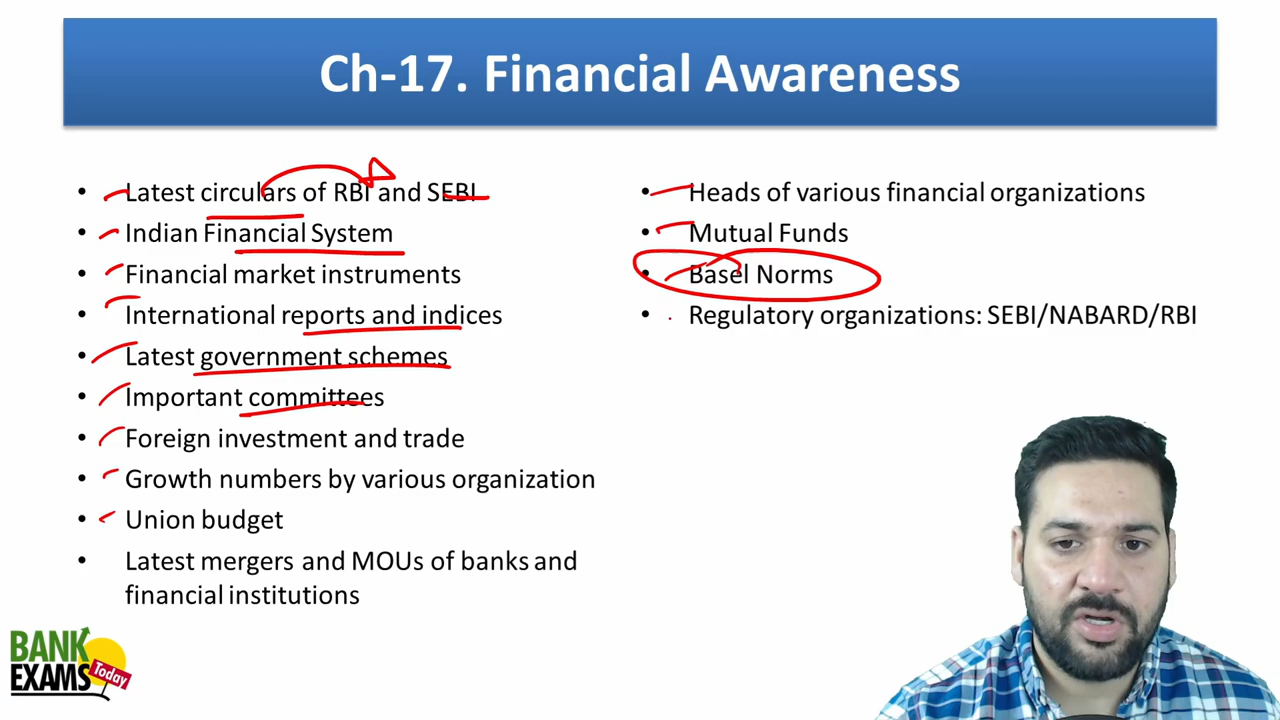 Ch-17. Financial Awareness
• Latest circulars of RBI and SEBI
• Indian Financial System
• Financial market instruments
• International reports and indices
• Latest government schemes
• Important committees
• Foreign investment and trade
• Growth numbers by various organization
• Union budget
• Latest mergers and MOUs of banks and
financial institutions
• Heads of various financial organizations
• Mutual Funds
• Basel Norms
• Regulatory organizations: SEBI/NABARD/RBI
BANK
EXAMS
Today